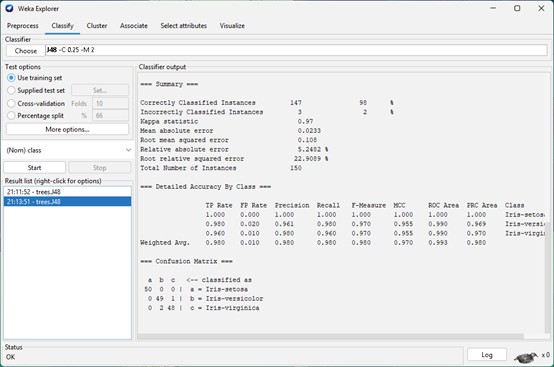 Weka Explorer
Preprocess Classify Cluster Associate Select attributes Visualize
Classifier
Choose J48 -C 0.25 -M 2
Test options
Use training set
Supplied test set Set...
Cross-validation Folds 10
Percentage split % 66
More options...
(Nom) class
Start Stop
Result list (right-click for options)
21:11:52 - trees.J48
21:13:51 - trees.J48
Classifier output
=== Summary ===
Correctly Classified Instances 147 98 %
Incorrectly Classified Instances 3 2 %
Kappa statistic 0.97
Mean absolute error 0.0233
Root mean squared error 0.108
Relative absolute error 5.2482 %
Root relative squared error 22.9089 %
Total Number of Instances 150
=== Detailed Accuracy By Class ===
TP Rate FP Rate Precision Recall F-Measure MCC ROC Area PRC Area Class
1.000 0.000 1.000 1.000 1.000 1.000 1.000 1.000 Iris-setos
0.980 0.020 0.961 0.980 0.970 0.955 0.990 0.969 Iris-versi
0.960 0.010 0.980 0.960 0.970 0.955 0.990 0.970 Iris-virgi
Weighted Avg. 0.980 0.010 0.980 0.980 0.980 0.970 0.993 0.980
=== Confusion Matrix ===
a b c <-- classified as
50 0 0 | a = Iris-setosa
0 49 1 | b = Iris-versicolor
0 2 48 | c = Iris-virginica
Status
OK
Log
x 0